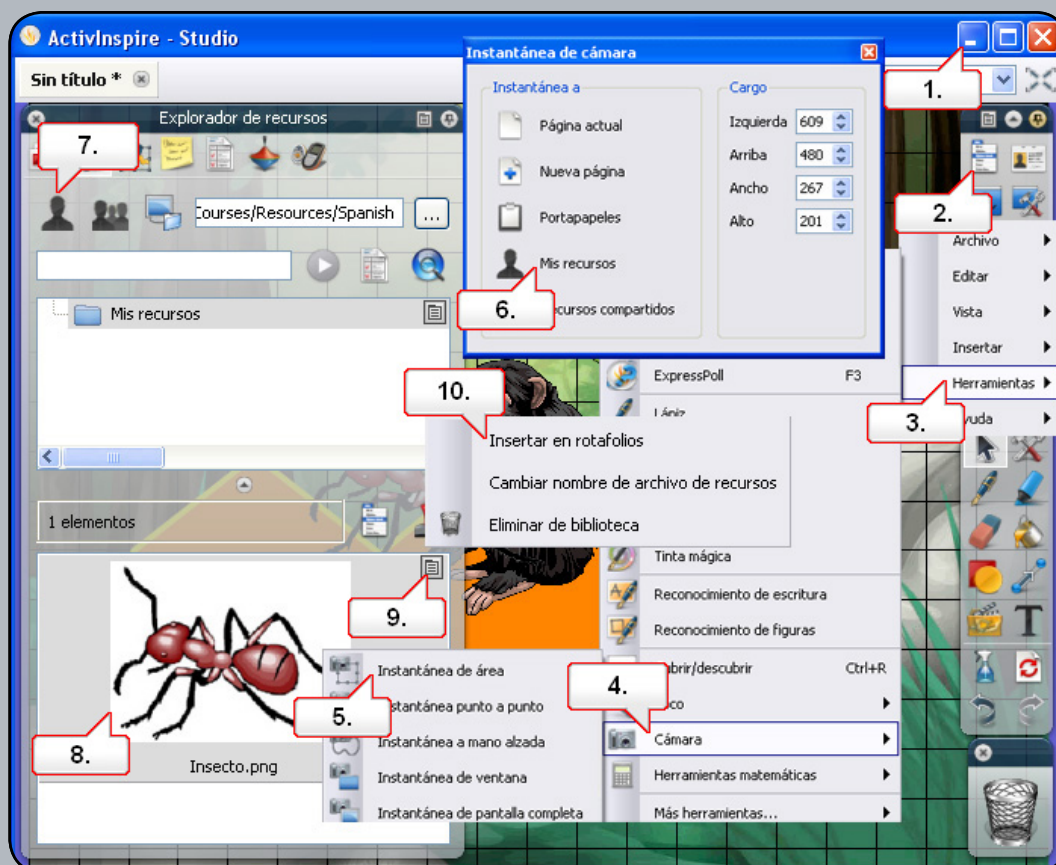 ActivInspire - Studio
Sin título *
1.
Instantánea de cámara
Instantánea a
Página actual
Nueva página
Portapapeles
Mis recursos
6.
recursos compartidos
Cargo
Izquierda 609
Arriba 480
Ancho 267
Alto 201
Explorador de recursos
7.
Courses/Resources/Spanish ...
Mis recursos
1 elementos
9.
8.
Insecto.png
2.
Archivo
Editar
Vista
Insertar
Herramientas
3.
yuda
ExpressPoll F3
Lápiz
10.
Insertar en rotafolios
Cambiar nombre de archivo de recursos
Eliminar de biblioteca
Tinta mágica
Reconocimiento de escritura
Reconocimiento de figuras
ubrir/descubrir Ctrl+R
4.
oco
Cámara
Herramientas matemáticas
Más herramientas...
Instantánea de área
5.
stantánea punto a punto
Instantánea a mano alzada
Instantánea de ventana
Instantánea de pantalla completa
T